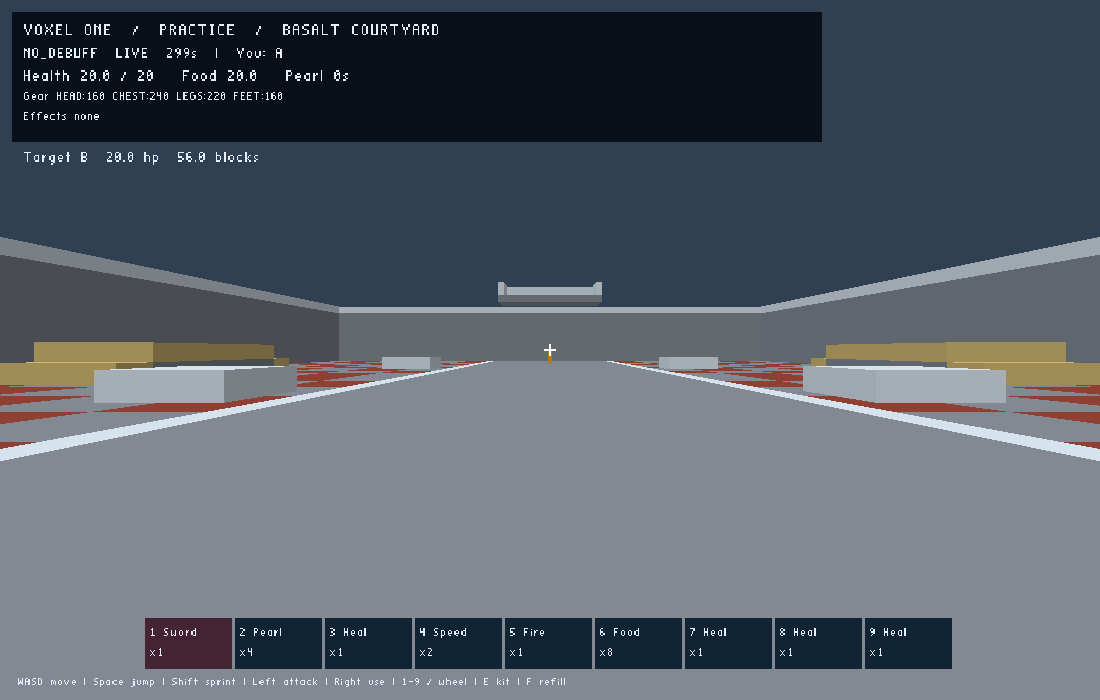 VOXEL ONE / PRACTICE / BASALT COURTYARD
NO_DEBUFF LIVE 299s | You: A
Health 20.0 / 20 Food 20.0 Pearl 0s
Gear HEAD:160 CHEST:240 LEGS:220 FEET:160
Effects none
Target B 20.0 hp 56.0 blocks
1 Sword x1
2 Pearl x4
3 Heal x1
4 Speed x2
5 Fire x1
6 Food x8
7 Heal x1
8 Heal x1
9 Heal x1
WASD move | Space jump | Shift sprint | Left attack | Right use | 1-9 / wheel | E kit | F refill